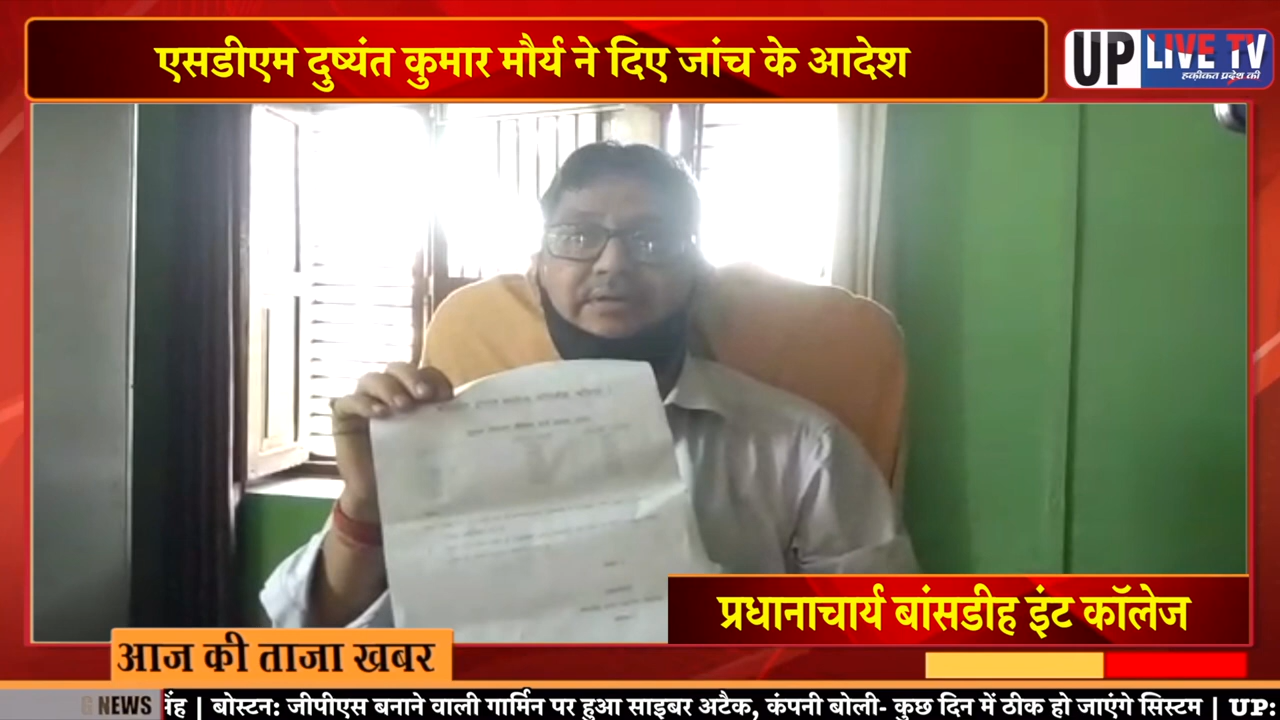 एसडीएम दुष्यंत कुमार मौर्य ने दिए जांच के आदेश
UP LIVE TV
हकीकत प्रदेश की
प्रधानाचार्य बांसडीह इंट कॉलेज
आज की ताजा खबर
G NEWS
| बोस्टन: जीपीएस बनाने वाली गार्मिन पर हुआ साइबर अटैक, कंपनी बोली- कुछ दिन में ठीक हो जाएंगे सिस्टम | UP: